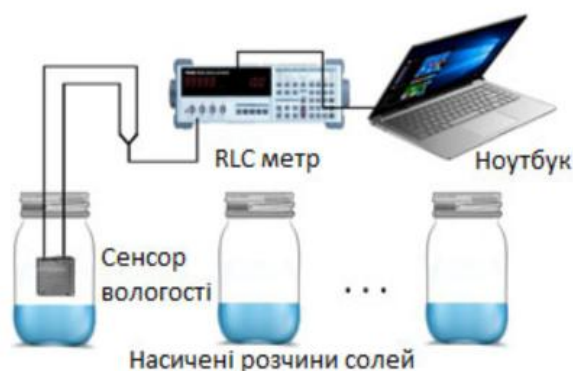 RLC метр
Ноутбук
Сенсор
вологості
...
Насичені розчини солей